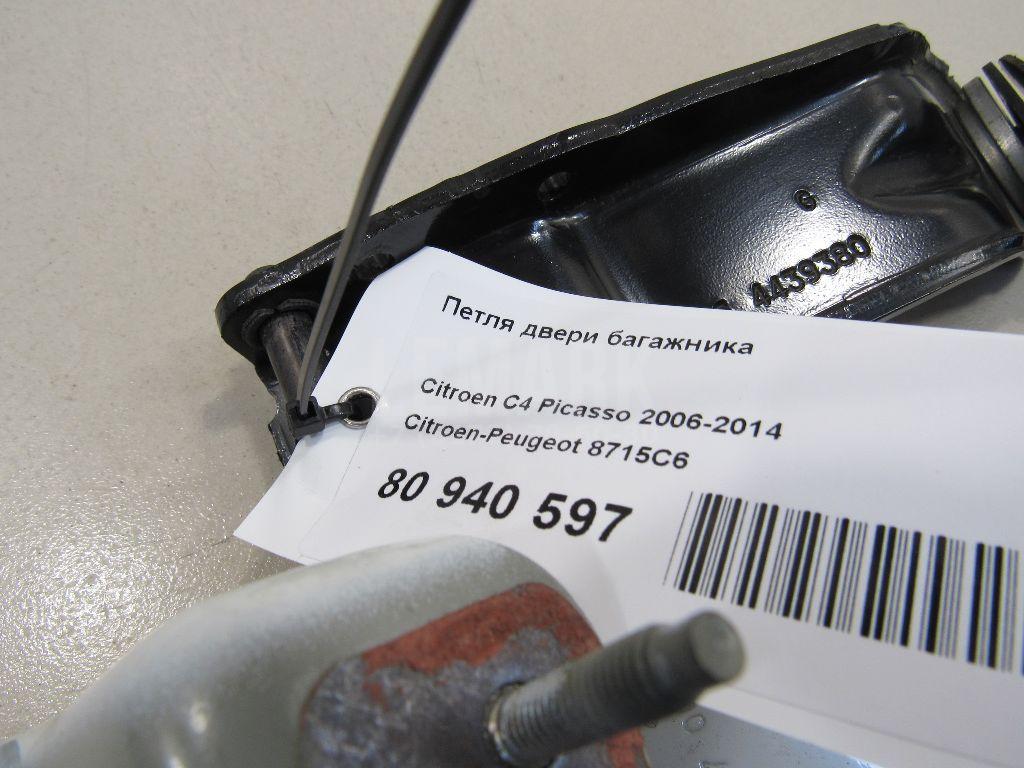 G
4439380
Петля двери багажника
Citroen C4 Picasso 2006-2014
Citroen-Peugeot 8715C6
80 940 597